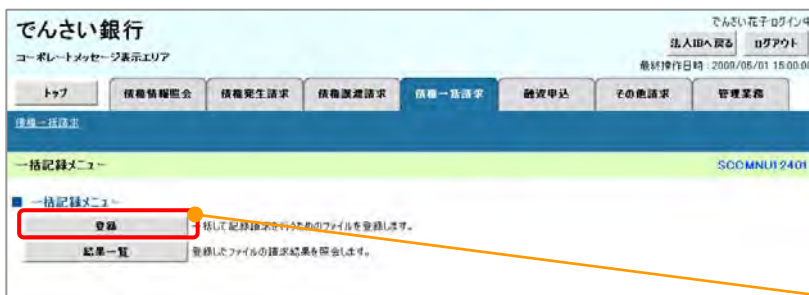 でんさい銀行
でんさい花子ログイン中
法人IBへ戻る ログアウト
コーポレートメッセージ表示エリア
最終操作日時:2009/05/01 15:00:00
トップ 債権情報照会 債権発生請求 債権譲渡請求 債権一括請求 融資申込 その他請求 管理業務
債権一括請求
一括記録メニュー SCCMNU12401
■ 一括記録メニュー
登録 一括して記録請求を行うためのファイルを登録します。
結果一覧 登録したファイルの請求結果を照会します。